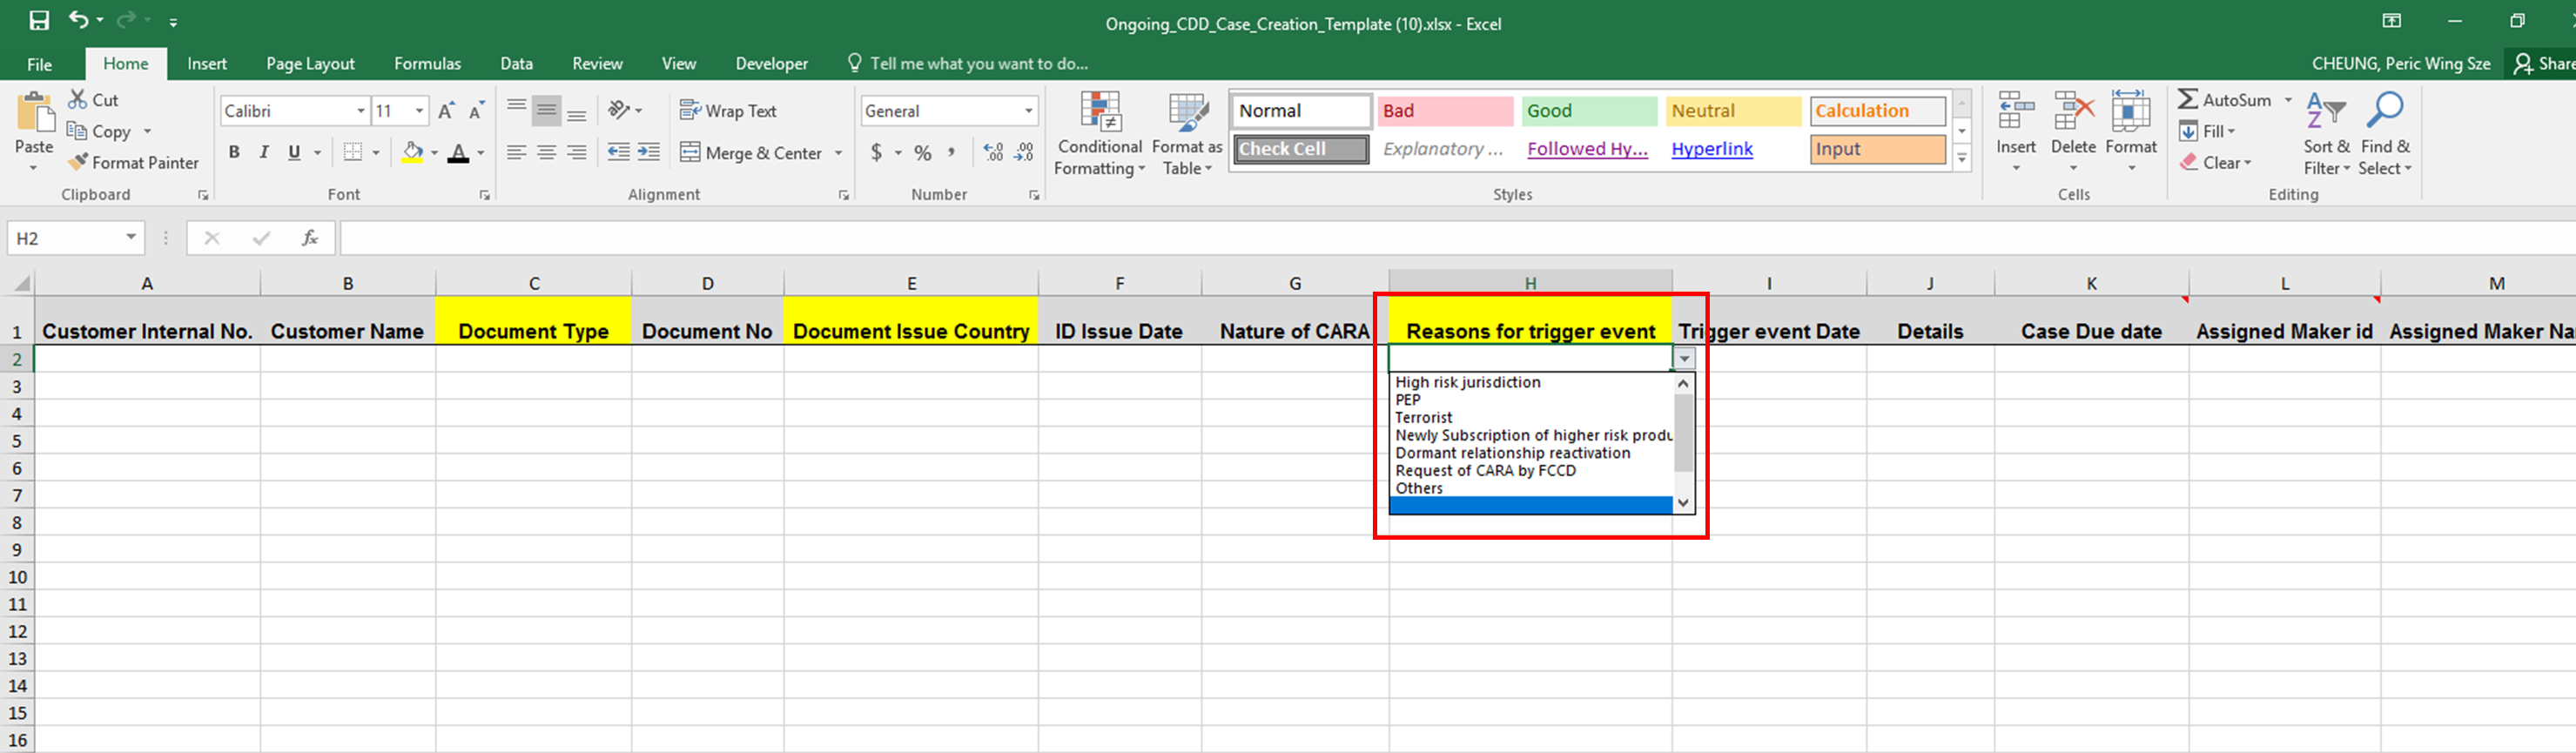 Ongoing_CDD_Case_Creation_Template (10).xlsx - Excel
File Home Insert Page Layout Formulas Data Review View Developer Tell me what you want to do... CHEUNG, Peric Wing Sze Share
Paste
Cut
Copy
Format Painter
Clipboard
Calibri 11
B I U
Font
Wrap Text
Merge & Center
Alignment
General
$ % ,
Number
Conditional Formatting
Format as Table
Normal Bad Good Neutral Calculation
Check Cell Explanatory ... Followed Hy... Hyperlink Input
Styles
Insert Delete Format
Cells
AutoSum
Fill
Clear
Sort & Filter
Find & Select
Editing
H2 fx
A B C D E F G H I J K L M
1 Customer Internal No. Customer Name Document Type Document No Document Issue Country ID Issue Date Nature of CARA Reasons for trigger event Trigger event Date Details Case Due date Assigned Maker id Assigned Maker Na
2
High risk jurisdiction
PEP
Terrorist
Newly Subscription of higher risk produ
Dormant relationship reactivation
Request of CARA by FCCD
Others
3
4
5
6
7
8
9
10
11
12
13
14
15
16